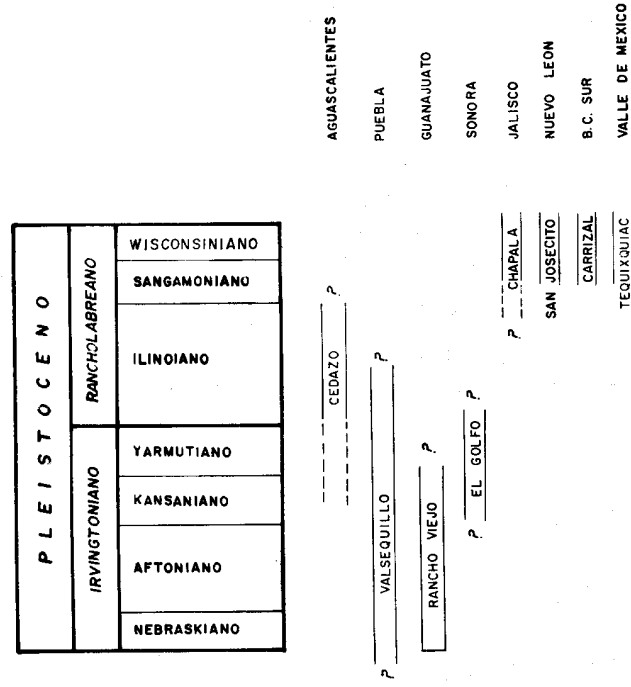 AGUASCALIENTES
PUEBLA
GUANAJUATO
SONORA
JALISCO
NUEVO LEON
B.C. SUR
VALLE DE MEXICO
PLEISTOCENO
RANCHOLABREANO
IRVINGTONIANO
WISCONSINIANO
SANGAMONIANO
ILINOIANO
YARMUTIANO
KANSANIANO
AFTONIANO
NEBRASKIANO
CEDAZO ?
? VALSEQUILLO ?
RANCHO VIEJO ?
? EL GOLFO ?
? CHAPALA
SAN JOSECITO
CARRIZAL
TEQUIXQUIAC